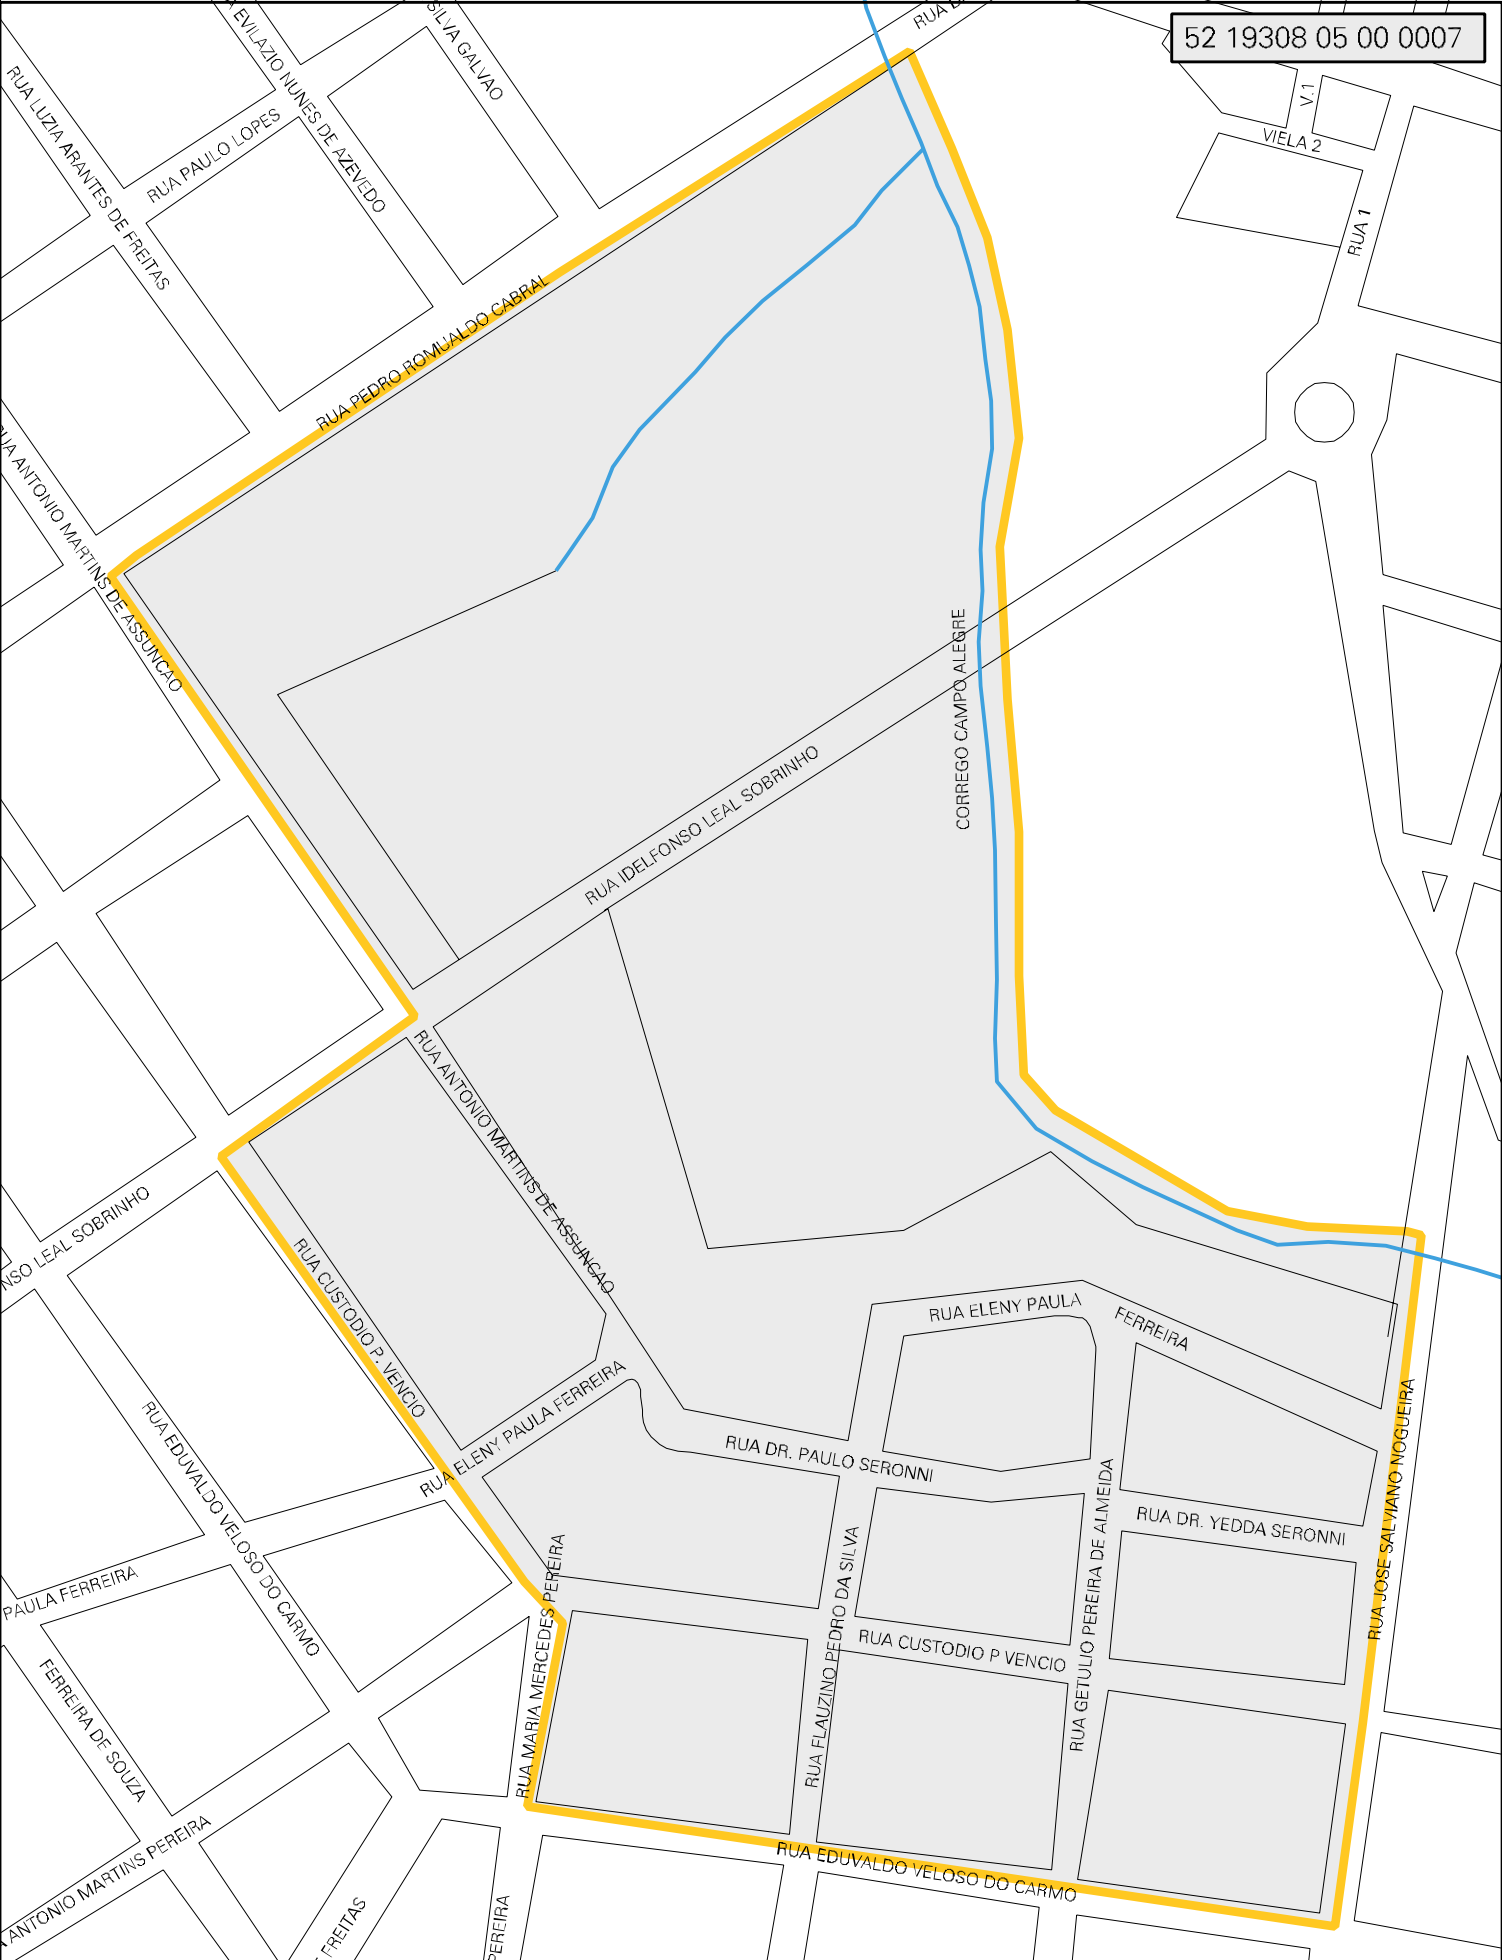 52 19308 05 00 0007
SILVA GALVAO
EVILAZIO NUNES DE AZEVEDO
RUA LUZIA ARANTES DE FREITAS
RUA PAULO LOPES
V.1
VIELA 2
RUA 1
RUA PEDRO ROMUALDO CABRAL
RUA ANTONIO MARTINS DE ASSUNCAO
CORREGO CAMPO ALEGRE
RUA IDELFONSO LEAL SOBRINHO
RUA ANTONIO MARTINS DE ASSUNCAO
NSO LEAL SOBRINHO
RUA CUSTODIO P. VENCIO
RUA ELENY PAULA
FERREIRA
RUA ELENY PAULA FERREIRA
RUA EDUVALDO VELOSO DO CARMO
RUA DR. PAULO SERONNI
RUA JOSE SALVIANO NOGUEIRA
RUA DR. YEDDA SERONNI
RUA GETULIO PEREIRA DE ALMEIDA
RUA FLAUZINO PEDRO DA SILVA
RUA MARIA MERCEDES PEREIRA
PAULA FERREIRA
RUA CUSTODIO P VENCIO
FERREIRA DE SOUZA
ANTONIO MARTINS PEREIRA
RUA EDUVALDO VELOSO DO CARMO
FREITAS
PEREIRA